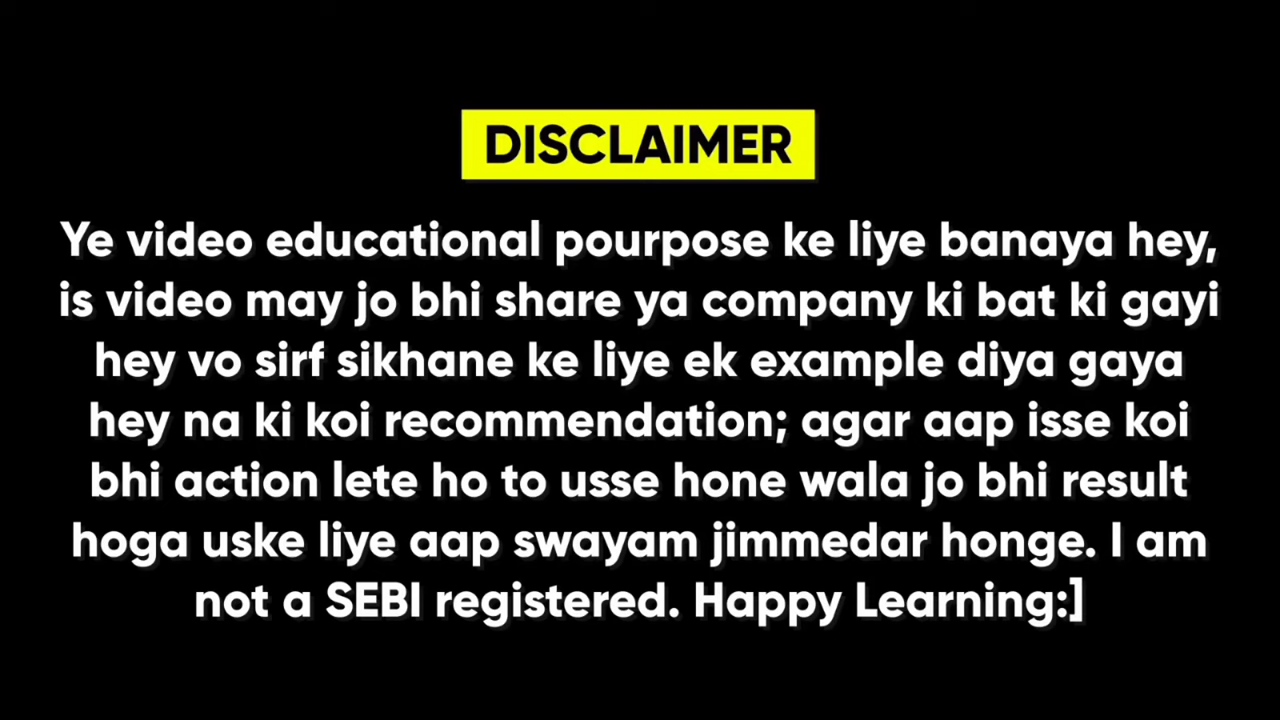 DISCLAIMER
Ye video educational pourpose ke liye banaya hey,
is video may jo bhi share ya company ki bat ki gayi
hey vo sirf sikhane ke liye ek example diya gaya
hey na ki koi recommendation; agar aap isse koi
bhi action lete ho to usse hone wala jo bhi result
hoga uske liye aap swayam jimmedar honge. I am
not a SEBI registered. Happy Learning:]